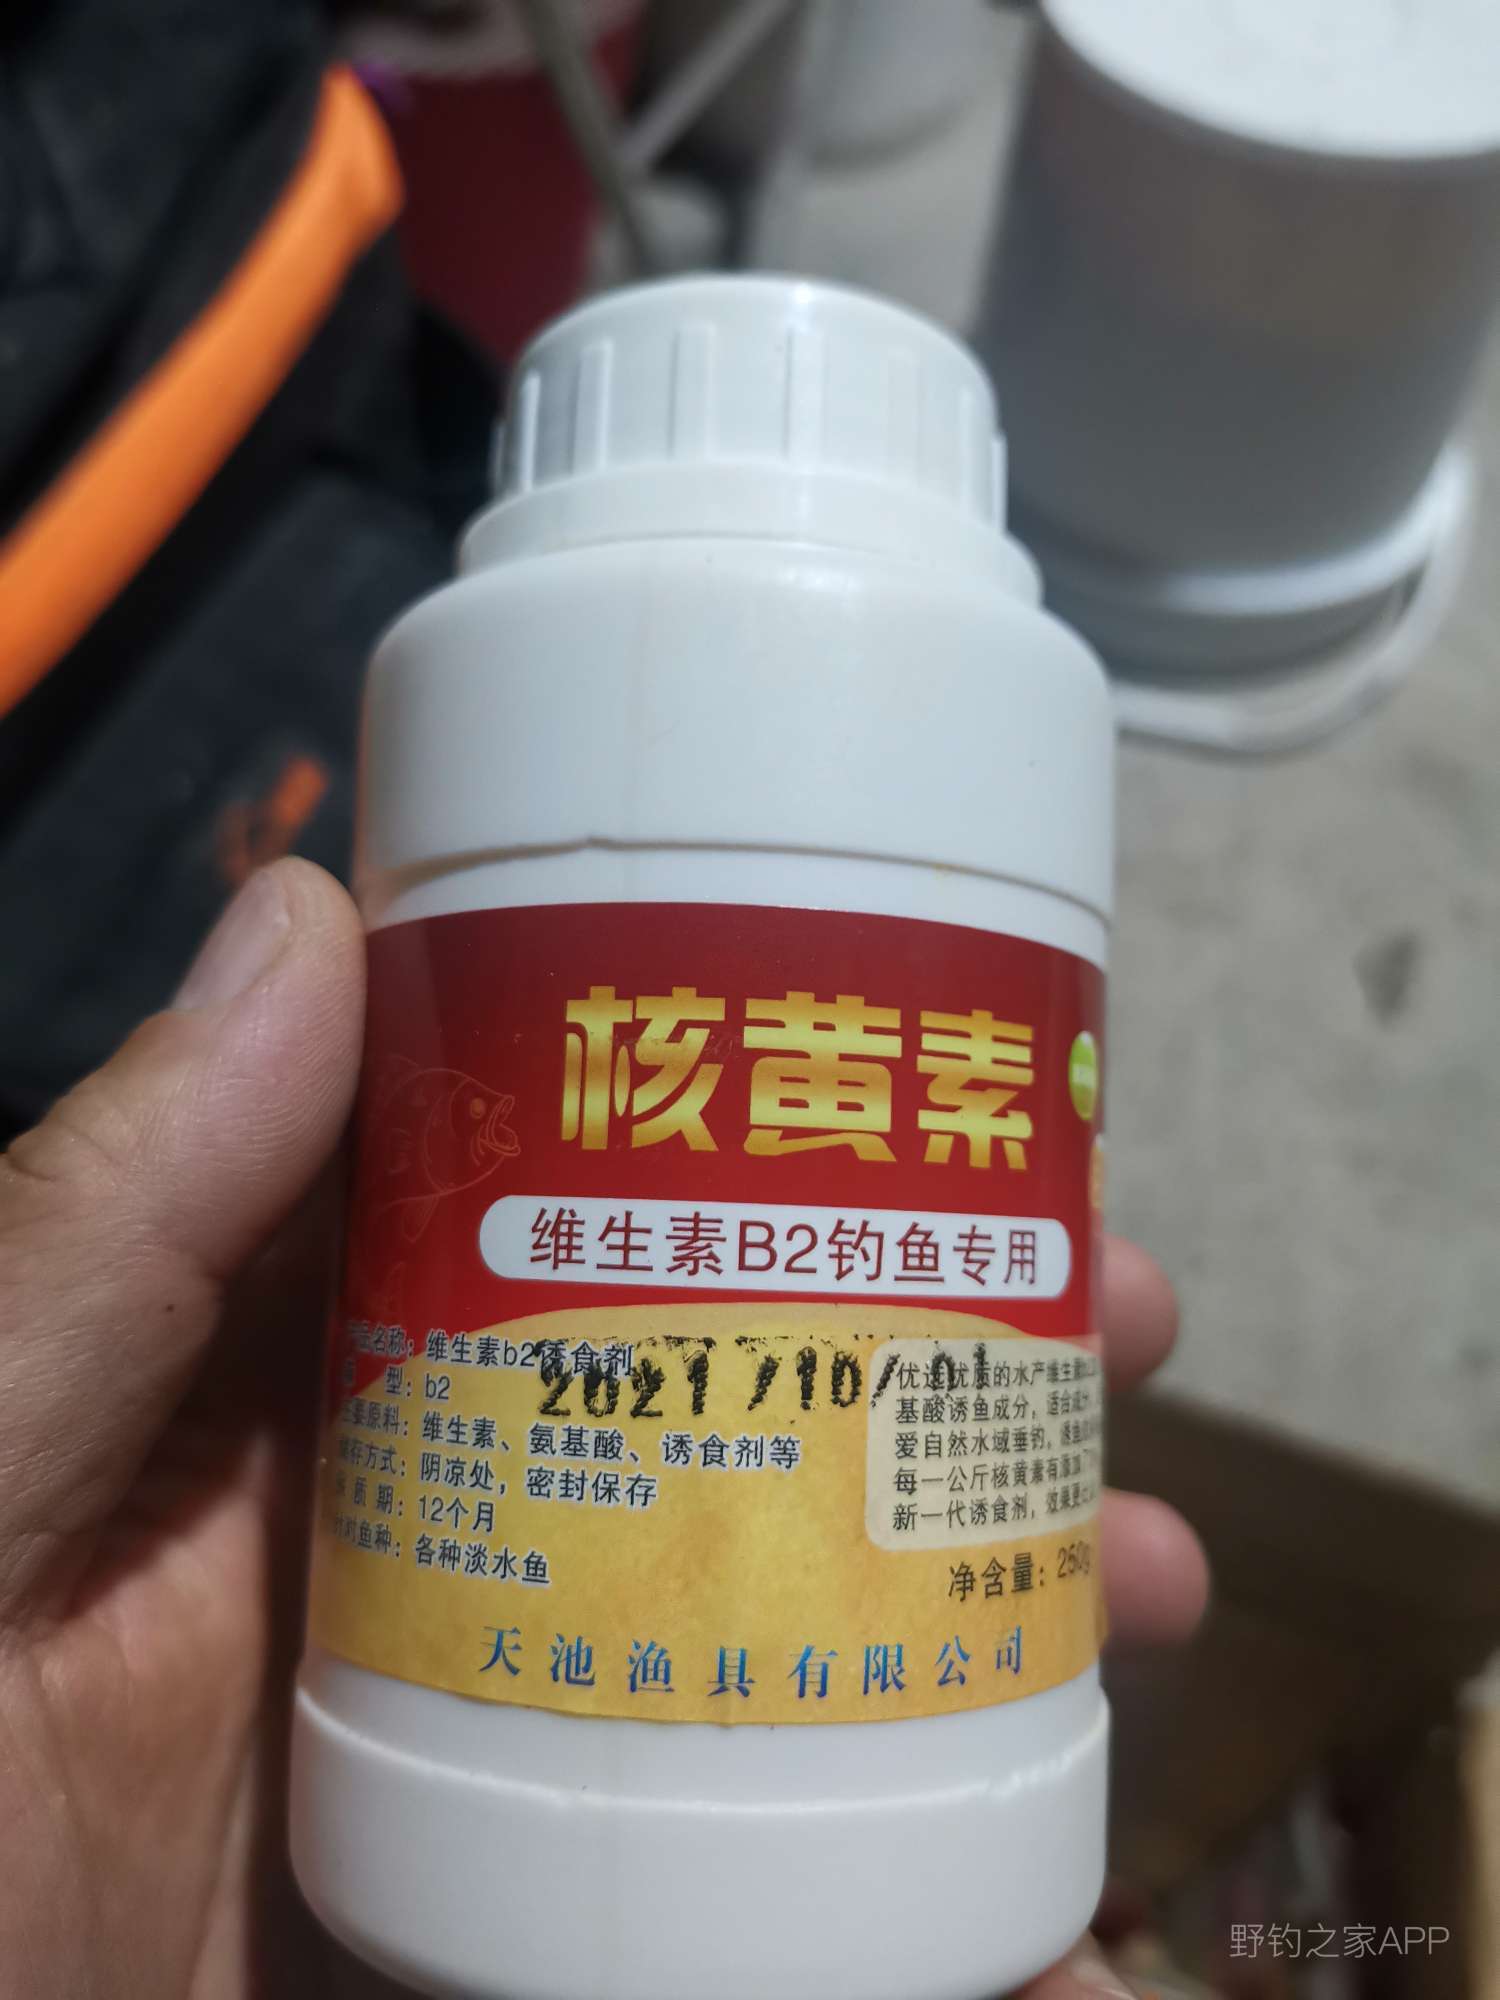 核黄素
维生素B2钓鱼专用
名称：维生素b2诱食剂
型：b2
主要原料：维生素、氨基酸、诱食剂等
储存方式：阴凉处，密封保存
质期：12个月
针对鱼种：各种淡水鱼
2021/10/01
优选优质的水产维生素
基酸诱鱼成分，适合
爱自然水域垂钓，
每一公斤核黄素有添加
新一代诱食剂，效果更
净含量：250g
天池渔具有限公司
野钓之家APP